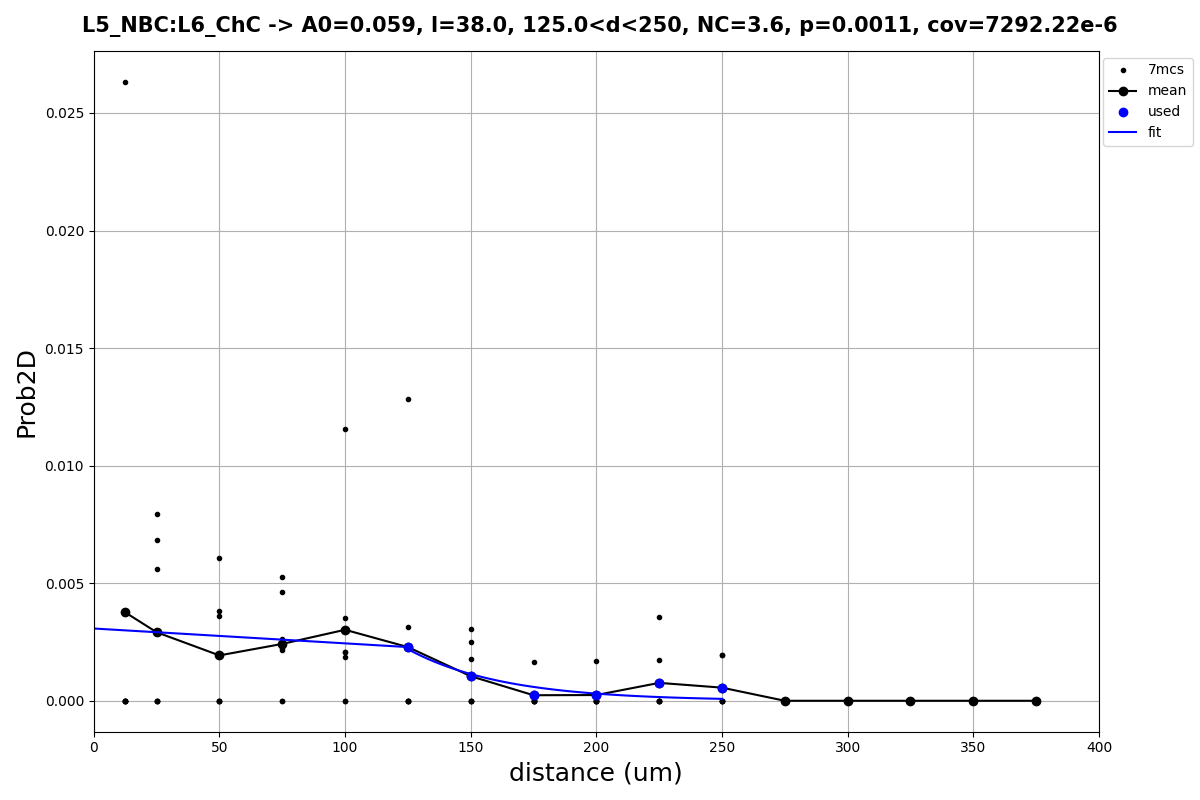 L5_NBC:L6_ChC -> A0=0.059, l=38.0, 125.0<d<250, NC=3.6, p=0.0011, cov=7292.22e-6
7mcs
mean
used
fit
Prob2D
0.025
0.020
0.015
0.010
0.005
0.000
0 50 100 150 200 250 300 350 400
distance (um)